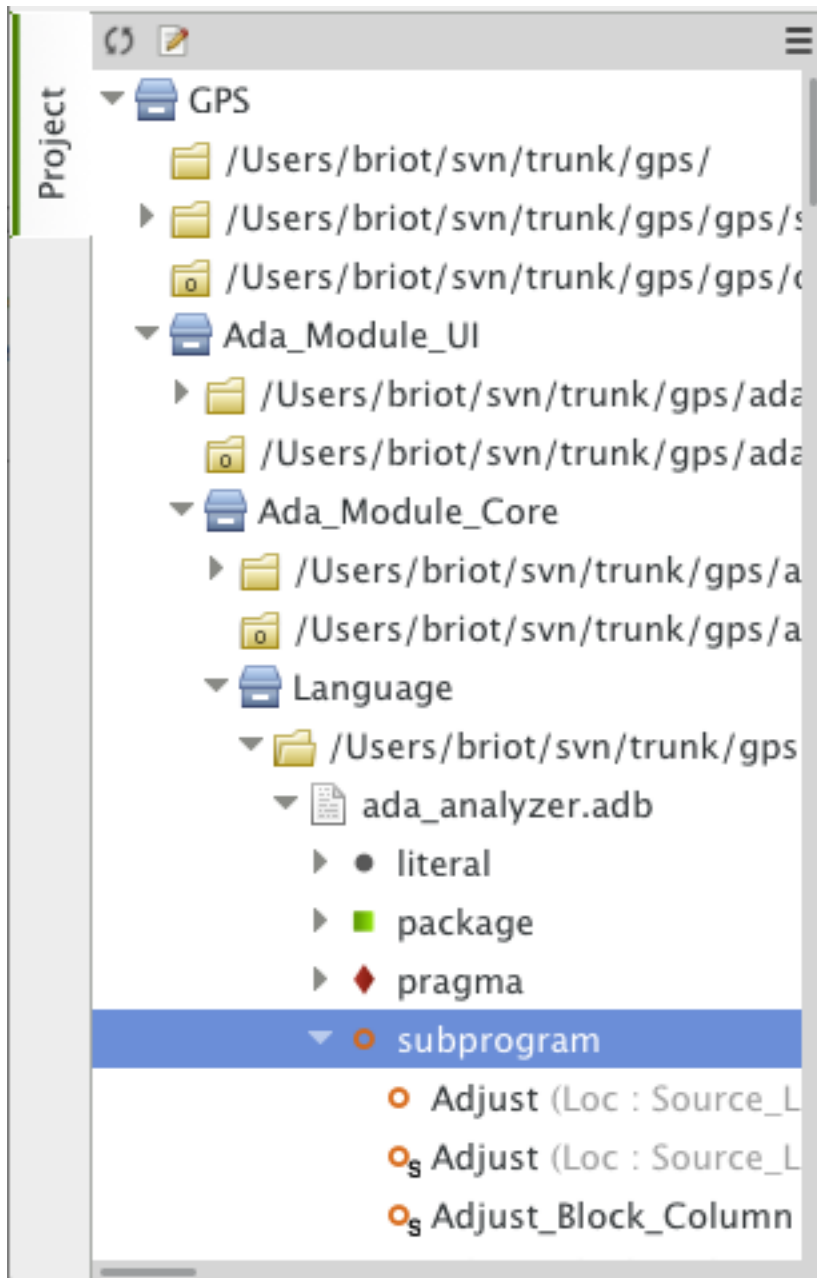 Project
GPS
/Users/briot/svn/trunk/gps/
/Users/briot/svn/trunk/gps/gps/s
o /Users/briot/svn/trunk/gps/gps/o
Ada_Module_UI
/Users/briot/svn/trunk/gps/ada
o /Users/briot/svn/trunk/gps/ada
Ada_Module_Core
/Users/briot/svn/trunk/gps/a
o /Users/briot/svn/trunk/gps/a
Language
/Users/briot/svn/trunk/gps
ada_analyzer.adb
literal
package
pragma
subprogram
Adjust (Loc : Source_L
S Adjust (Loc : Source_L
S Adjust_Block_Column